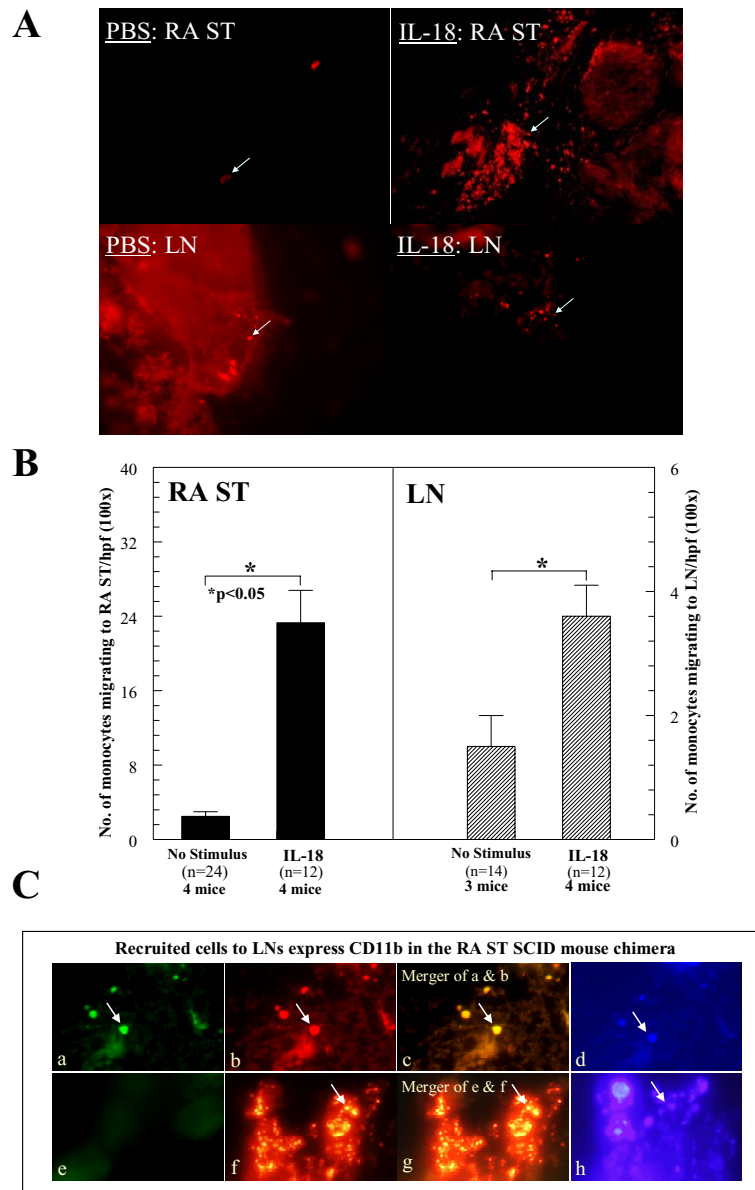 A
PBS: RA ST
IL-18: RA ST
PBS: LN
IL-18: LN
B
40
32
24
16
8
0
No. of monocytes migrating to RA ST/hpf (100x)
RA ST
*
*p<0.05
LN
*
6
4
2
0
No. of monocytes migrating to LN/hpf (100x)
No Stimulus
(n=24)
4 mice
IL-18
(n=12)
4 mice
No Stimulus
(n=14)
3 mice
IL-18
(n=12)
4 mice
C
Recruited cells to LNs express CD11b in the RA ST SCID mouse chimera
a
b
Merger of a & b
c
d
e
f
Merger of e & f
g
h